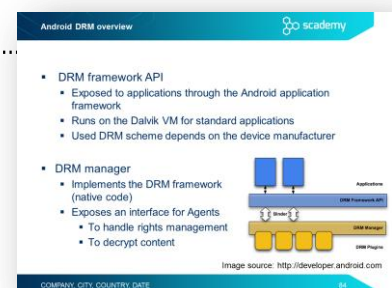 Android DRM overview
scademy
DRM framework API
Exposed to applications through the Android application
framework
Runs on the Dalvik VM for standard applications
Used DRM scheme depends on the device manufacturer
DRM manager
Implements the DRM framework
(native code)
Exposes an interface for Agents
To handle rights management
To decrypt content
Applications
DRM Framework API
Binder
DRM Manager
DRM Plugins
Image source: http://developer.android.com
COMPANY, CITY, COUNTRY, DATE
64